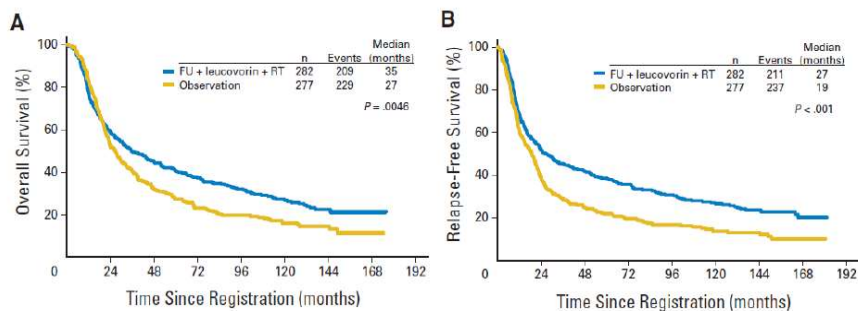 A
Overall Survival (%)
100
80
60
40
20
0
24 48 72 96 120 144 168 192
Time Since Registration (months)
Median
n Events (months)
FU + leucovorin + RT 282 209 35
Observation 277 229 27
P = .0046
B
Relapse-Free Survival (%)
100
80
60
40
20
0
24 48 72 96 120 144 168 192
Time Since Registration (months)
Median
n Events (months)
FU + leucovorin + RT 282 211 27
Observation 277 237 19
P < .001